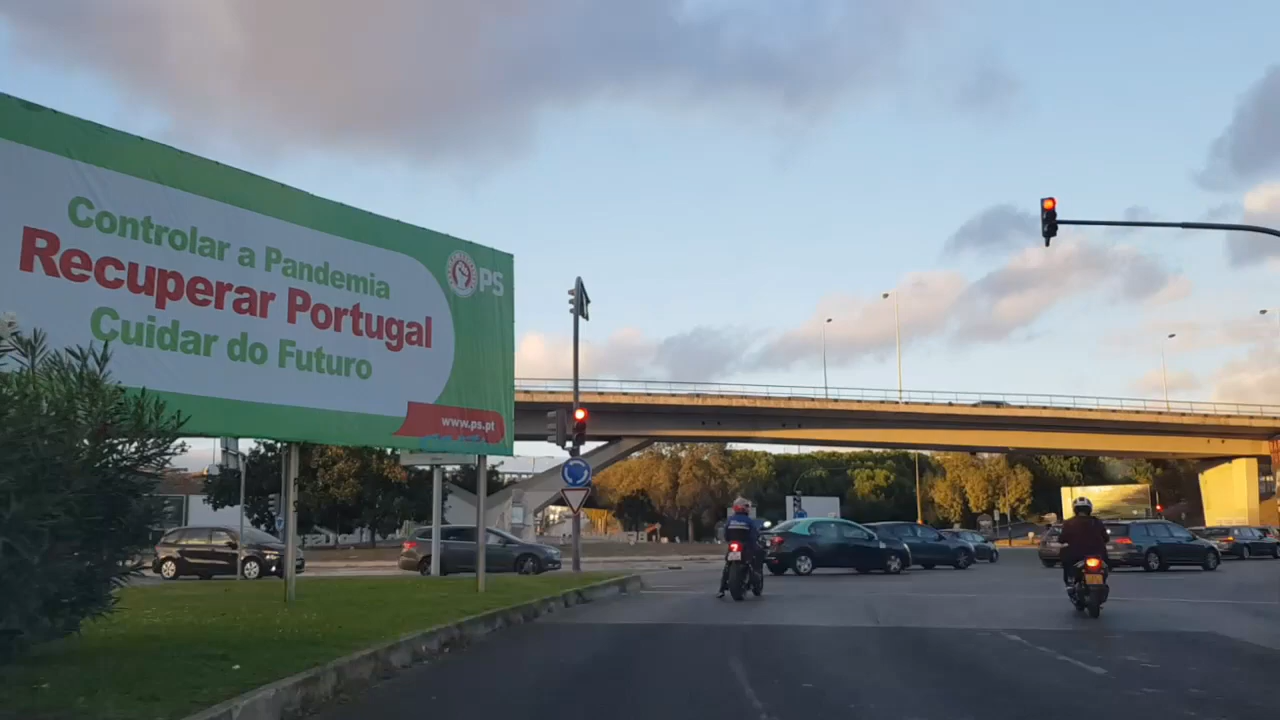 Controlar a Pandemia
Recuperar Portugal
Cuidar do Futuro
PS
www.ps.pt